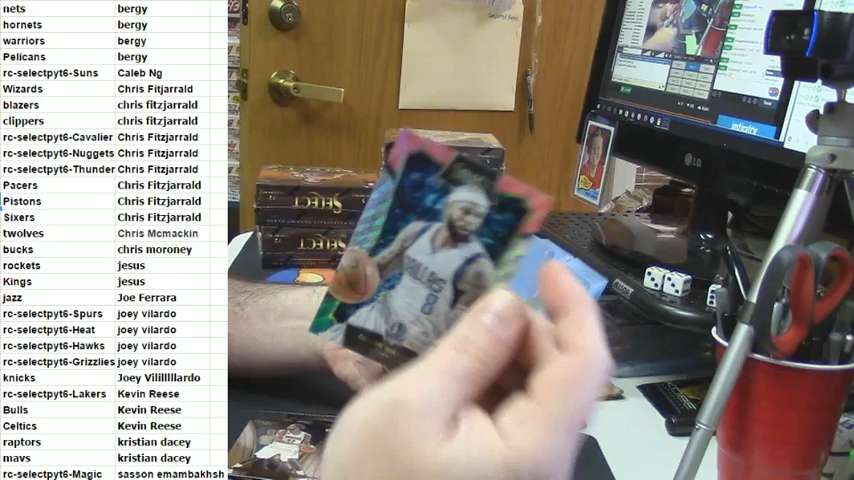 nets bergy
hornets bergy
warriors bergy
Pelicans bergy
rc-selectpyt6-Suns Caleb Ng
Wizards Chris Fitjarrald
blazers chris fitzjarrald
clippers chris fitzjarrald
rc-selectpyt6-Cavalier Chris Fitzjarrald
rc-selectpyt6-Nuggets Chris Fitzjarrald
rc-selectpyt6-Thunder Chris Fitzjarrald
Pacers Chris Fitzjarrald
Pistons Chris Fitzjarrald
Sixers Chris Fitzjarrald
twolves Chris Mcmackin
bucks chris moroney
rockets jesus
Kings jesus
jazz Joe Ferrara
rc-selectpyt6-Spurs joey vilardo
rc-selectpyt6-Heat joey vilardo
rc-selectpyt6-Hawks joey vilardo
rc-selectpyt6-Grizzlies joey vilardo
knicks Joey Vilillllardo
rc-selectpyt6-Lakers Kevin Reese
Bulls Kevin Reese
Celtics Kevin Reese
raptors kristian dacey
mavs kristian dacey
rc-selectpyt6-Magic sasson emambakhsh
SELECT
SELECT
LG
8